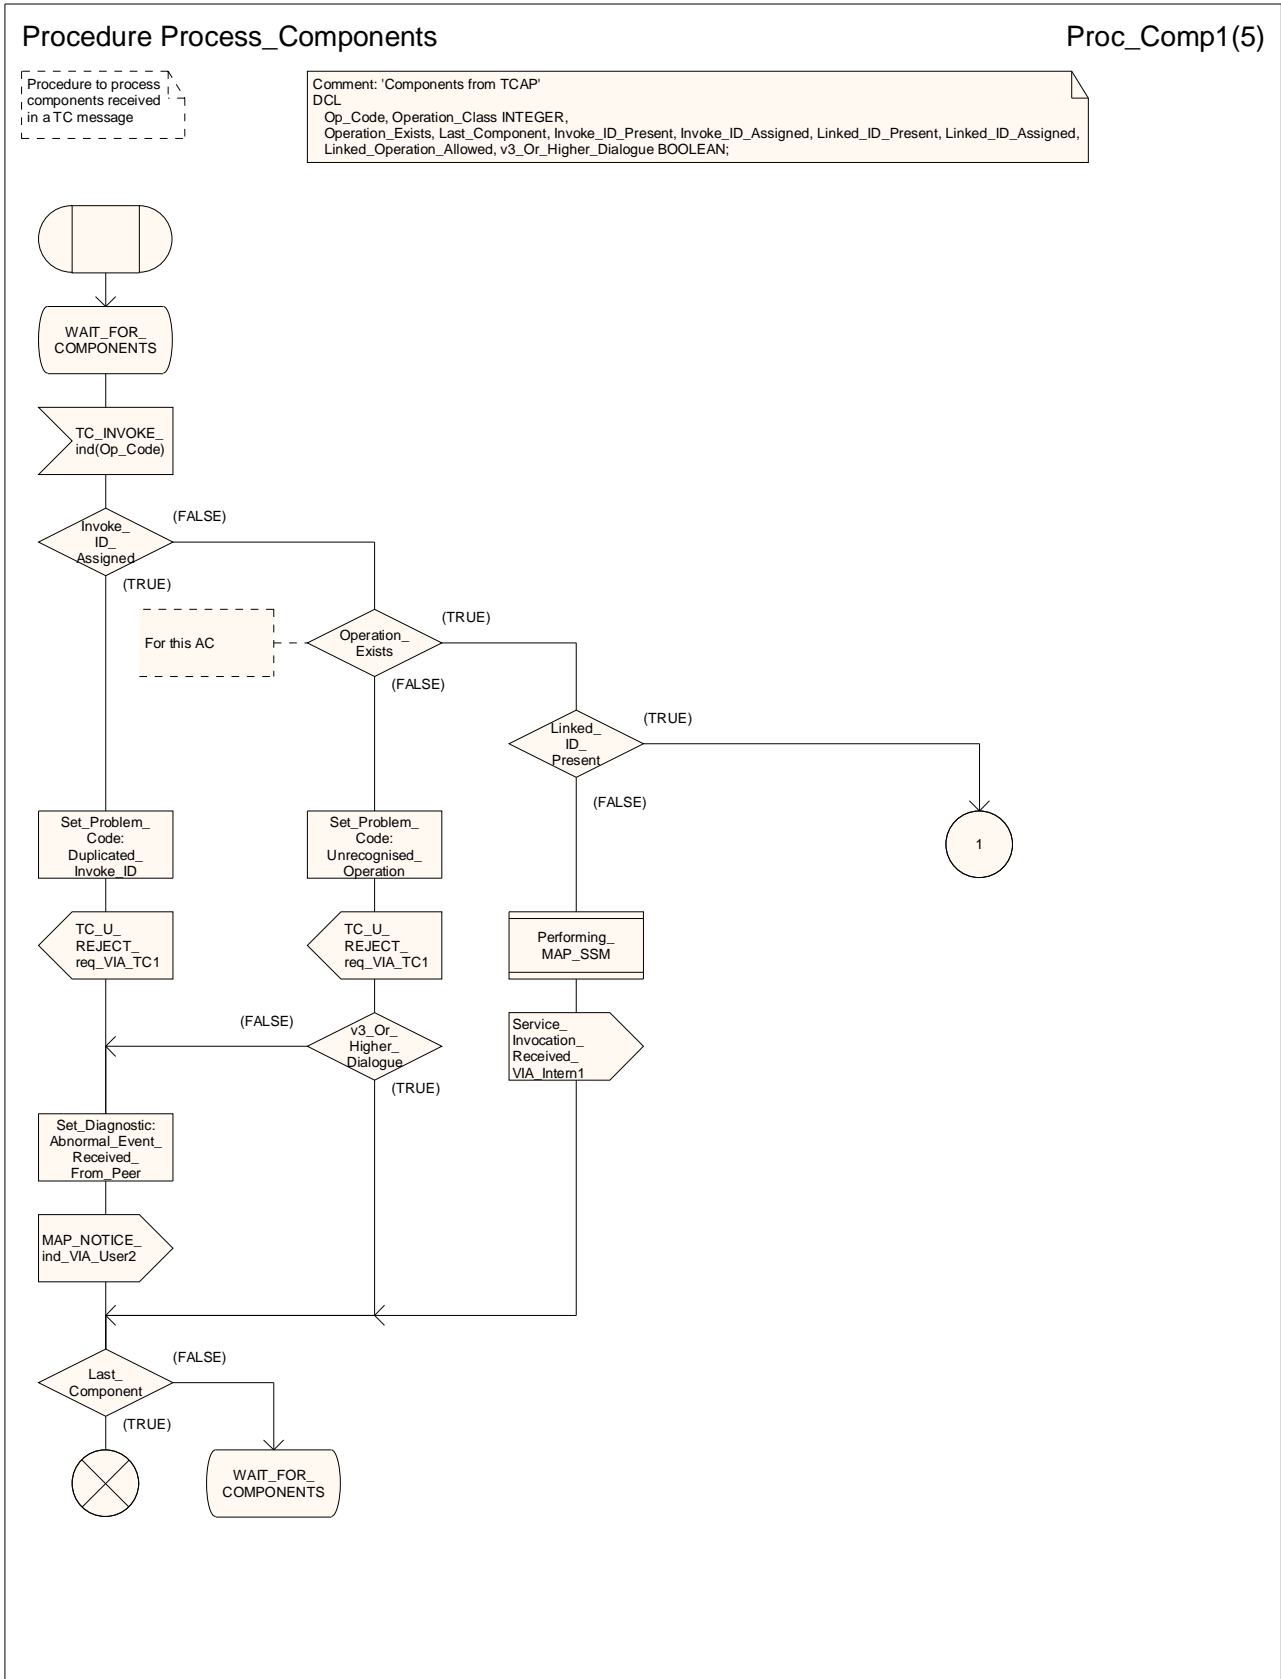 Procedure Process_Components
Proc_Comp1(5)
Procedure to process
components received
in a TC message
Comment: 'Components from TCAP'
DCL
Op_Code, Operation_Class INTEGER,
Operation_Exists, Last_Component, Invoke_ID_Present, Invoke_ID_Assigned, Linked_ID_Present, Linked_ID_Assigned,
Linked_Operation_Allowed, v3_Or_Higher_Dialogue BOOLEAN;
WAIT_FOR_
COMPONENTS
TC_INVOKE_
ind(Op_Code)
Invoke_
ID_
Assigned
(FALSE)
(TRUE)
For this AC
Operation_
Exists
(TRUE)
(FALSE)
Linked_
ID_
Present
(TRUE)
(FALSE)
Set_Problem_
Code:
Duplicated_
Invoke_ID
Set_Problem_
Code:
Unrecognised_
Operation
1
TC_U_
REJECT_
req_VIA_TC1
TC_U_
REJECT_
req_VIA_TC1
Performing_
MAP_SSM
(FALSE)
v3_Or_
Higher_
Dialogue
(TRUE)
Service_
Invocation_
Received_
VIA_Intern1
Set_Diagnostic:
Abnormal_Event_
Received_
From_Peer
MAP_NOTICE_
ind_VIA_User2
Last_
Component
(FALSE)
(TRUE)
WAIT_FOR_
COMPONENTS